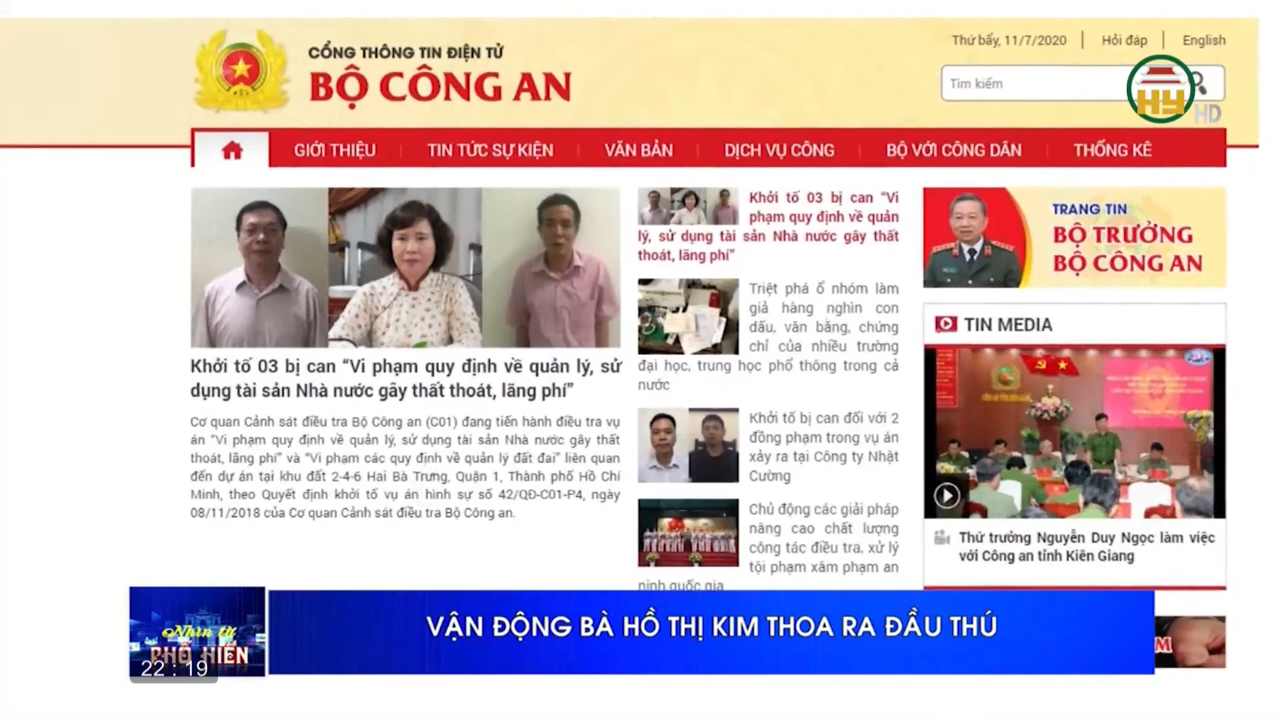 CỔNG THÔNG TIN ĐIỆN TỬ
BỘ CÔNG AN
Thứ bẩy, 11/7/2020
Hỏi đáp
English
Tìm kiếm
HY
HD
GIỚI THIỆU
TIN TỨC SỰ KIỆN
VĂN BẢN
DỊCH VỤ CÔNG
BỘ VỚI CÔNG DÂN
THỐNG KÊ
Khởi tố 03 bị can “Vi phạm quy định về quản lý, sử
dụng tài sản Nhà nước gây thất thoát, lãng phí”
Cơ quan Cảnh sát điều tra Bộ Công an (C01) đang tiến hành điều tra vụ
án “Vi phạm quy định về quản lý, sử dụng tài sản Nhà nước gây thất
thoát, lãng phí” và “Vi phạm các quy định về quản lý đất đai” liên quan
đến dự án tại khu đất 2-4-6 Hai Bà Trưng, Quận 1, Thành phố Hồ Chí
Minh, theo Quyết định khởi tố vụ án hình sự số 42/QĐ-C01-P4, ngày
08/11/2018 của Cơ quan Cảnh sát điều tra Bộ Công an.
Khởi tố 03 bị can “Vi
phạm quy định về quản
lý, sử dụng tài sản Nhà nước gây thất
thoát, lãng phí”
Triệt phá ổ nhóm làm
giả hàng nghìn con
dấu, văn bằng, chứng
chỉ của nhiều trường
đại học, trung học phổ thông trong cả
nước
Khởi tố bị can đối với 2
đồng phạm trong vụ án
xảy ra tại Công ty Nhật
Cường
Chủ động các giải pháp
nâng cao chất lượng
công tác điều tra, xử lý
tội phạm xâm phạm an
ninh quốc gia
TRANG TIN
BỘ TRƯỞNG
BỘ CÔNG AN
TIN MEDIA
Thứ trưởng Nguyễn Duy Ngọc làm việc
với Công an tỉnh Kiên Giang
Nhìn từ
PHỐ HIẾN
22 : 19
VẬN ĐỘNG BÀ HỒ THỊ KIM THOA RA ĐẦU THÚ